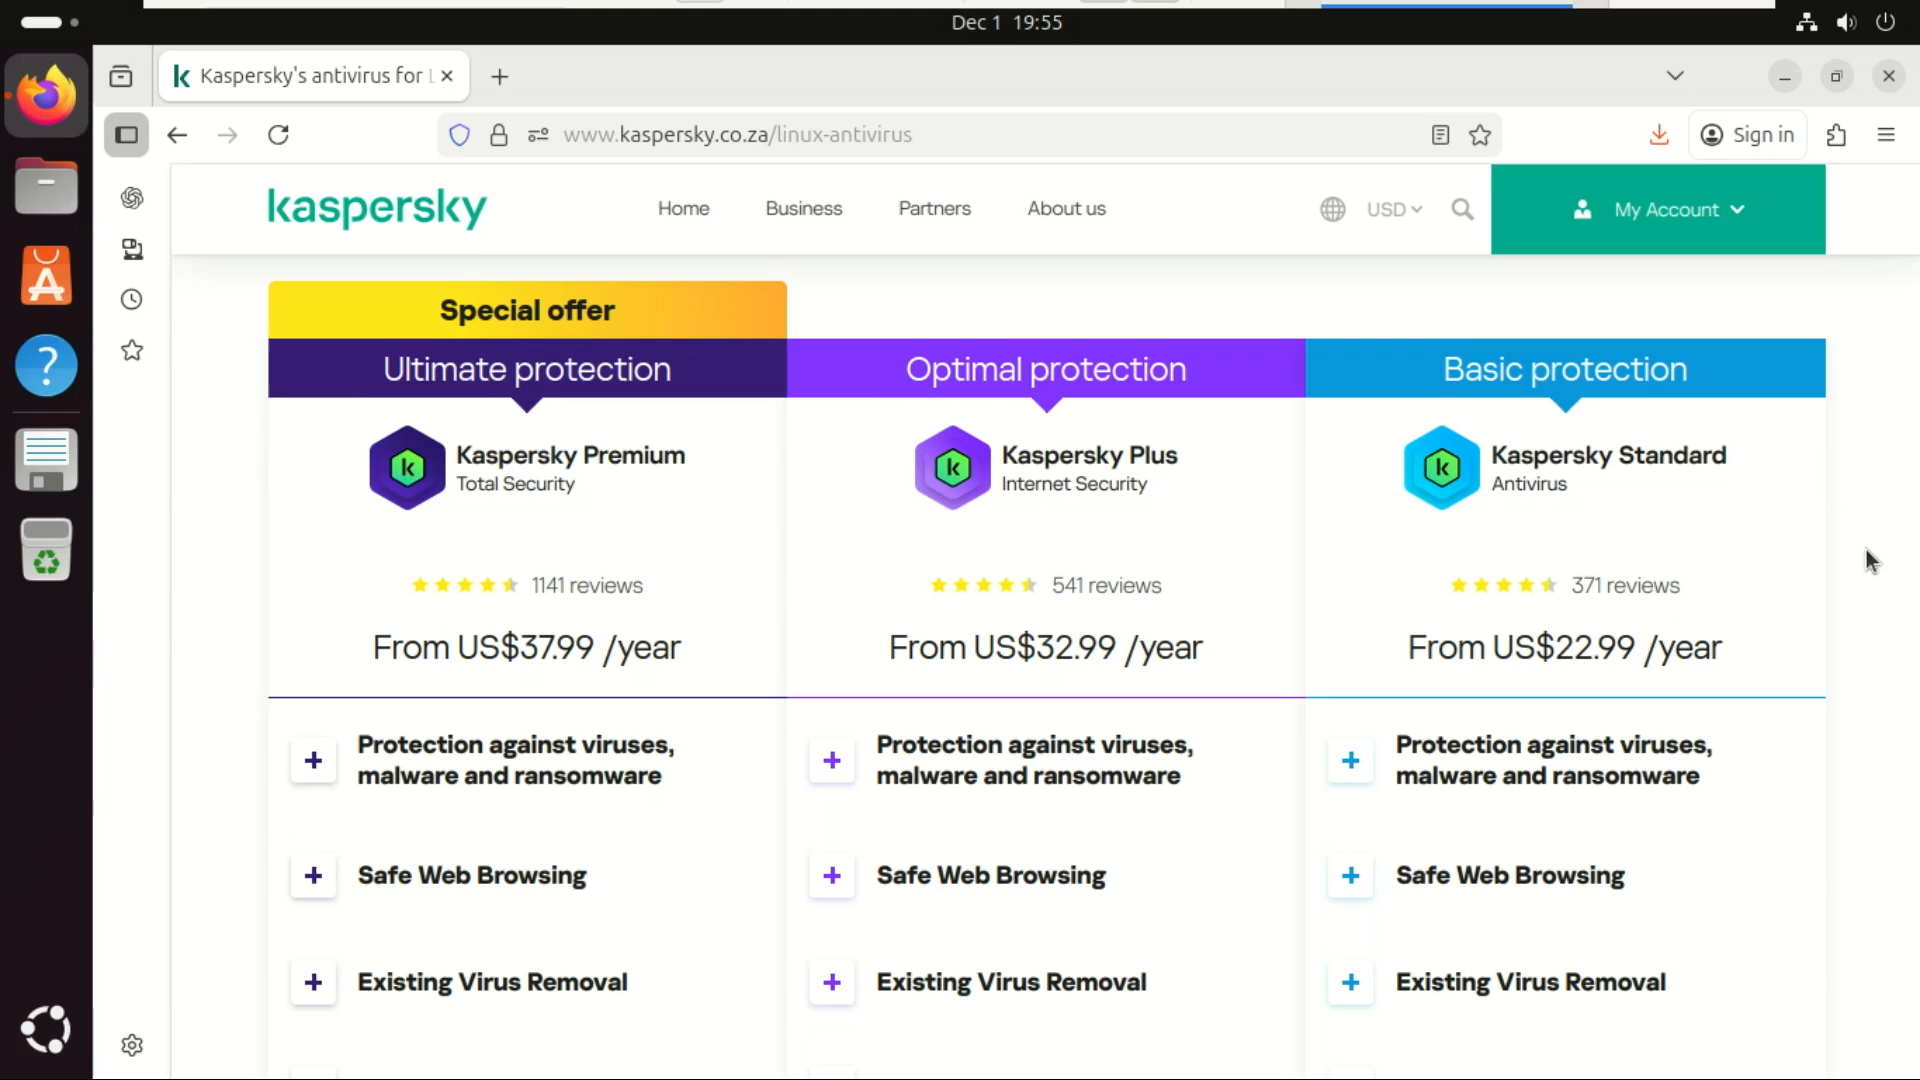 Dec 1 19:55
Kaspersky's antivirus for L
www.kaspersky.co.za/linux-antivirus
Sign in
kaspersky
Home
Business
Partners
About us
USD
My Account
Special offer
Ultimate protection
Optimal protection
Basic protection
Kaspersky Premium
Total Security
Kaspersky Plus
Internet Security
Kaspersky Standard
Antivirus
1141 reviews
541 reviews
371 reviews
From US$37.99 /year
From US$32.99 /year
From US$22.99 /year
Protection against viruses,
malware and ransomware
Protection against viruses,
malware and ransomware
Protection against viruses,
malware and ransomware
Safe Web Browsing
Safe Web Browsing
Safe Web Browsing
Existing Virus Removal
Existing Virus Removal
Existing Virus Removal